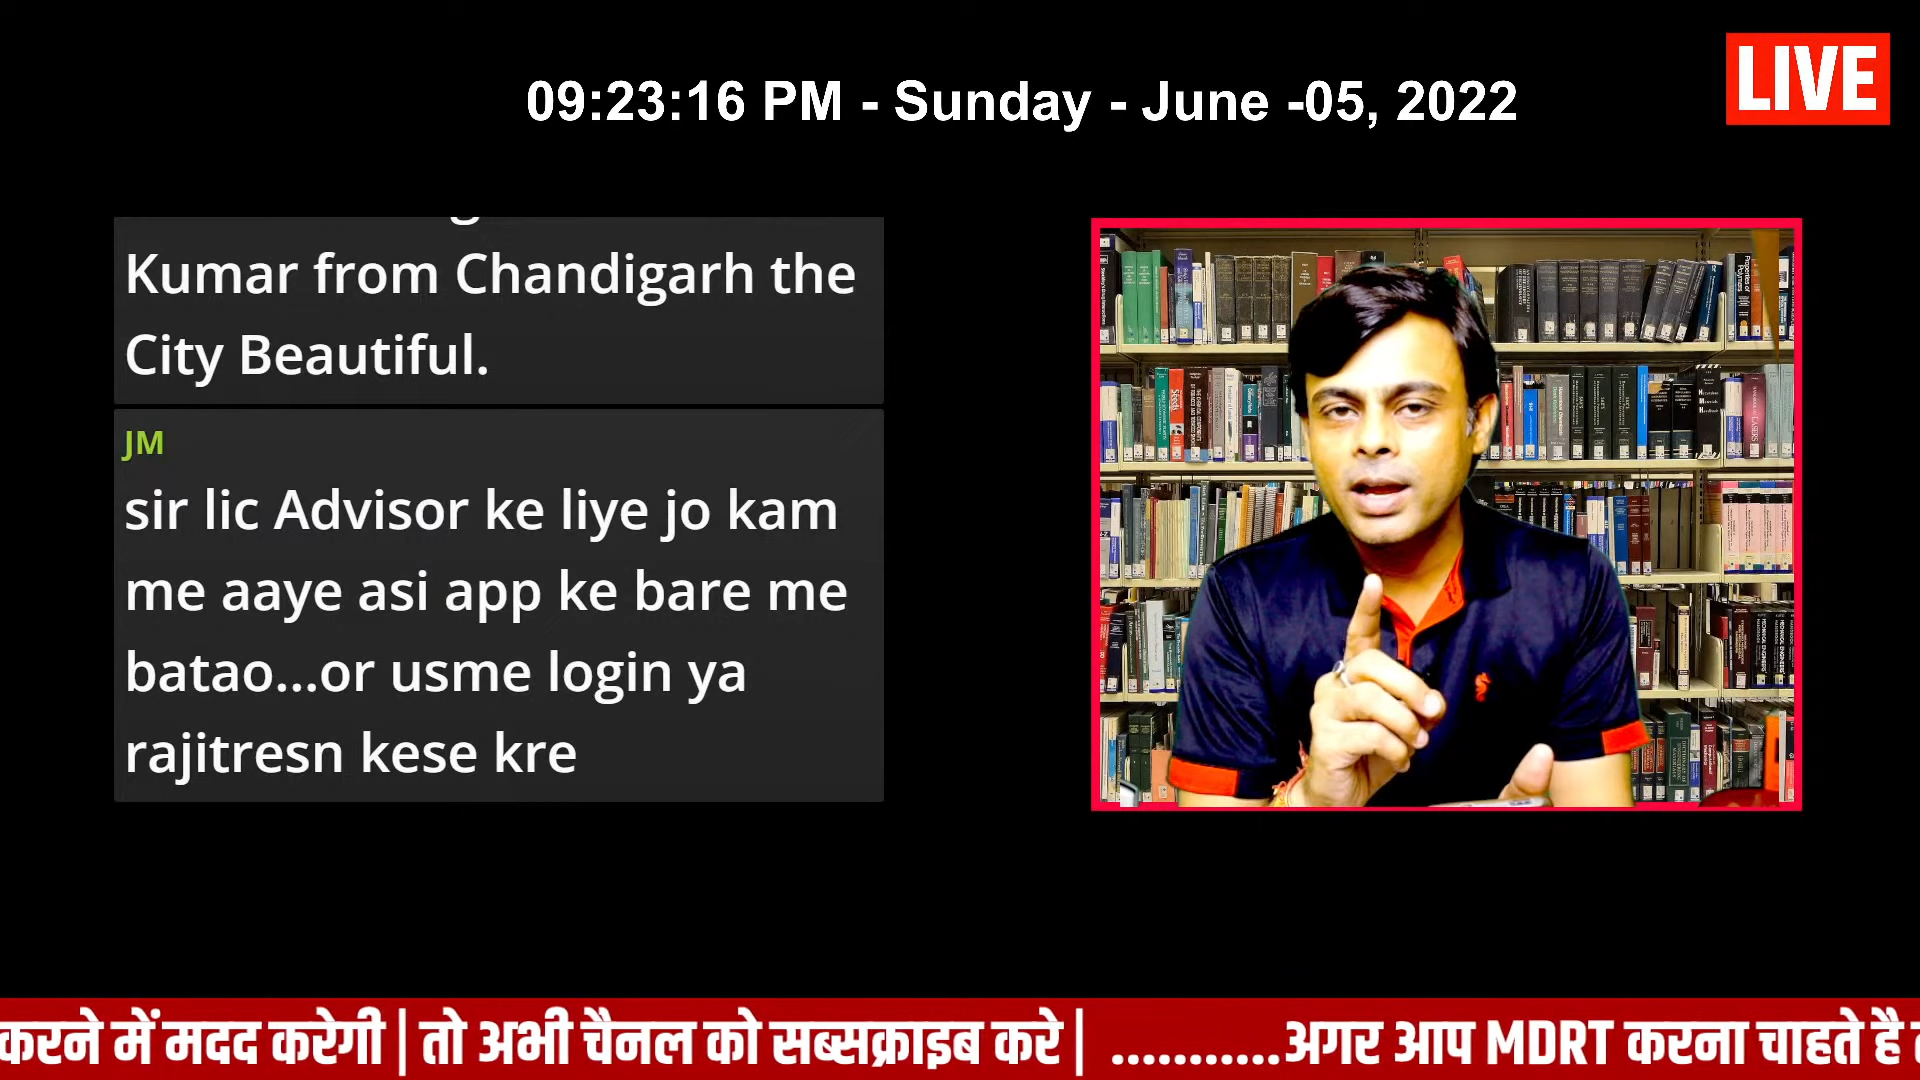 09:23:16 PM - Sunday - June -05, 2022
LIVE
Kumar from Chandigarh the
City Beautiful.
JM
sir lic Advisor ke liye jo kam
me aaye asi app ke bare me
batao...or usme login ya
rajitresn kese kre
करने में मदद करेगी | तो अभी चैनल को सब्सक्राइब करे | ...........अगर आप MDRT करना चाहते है